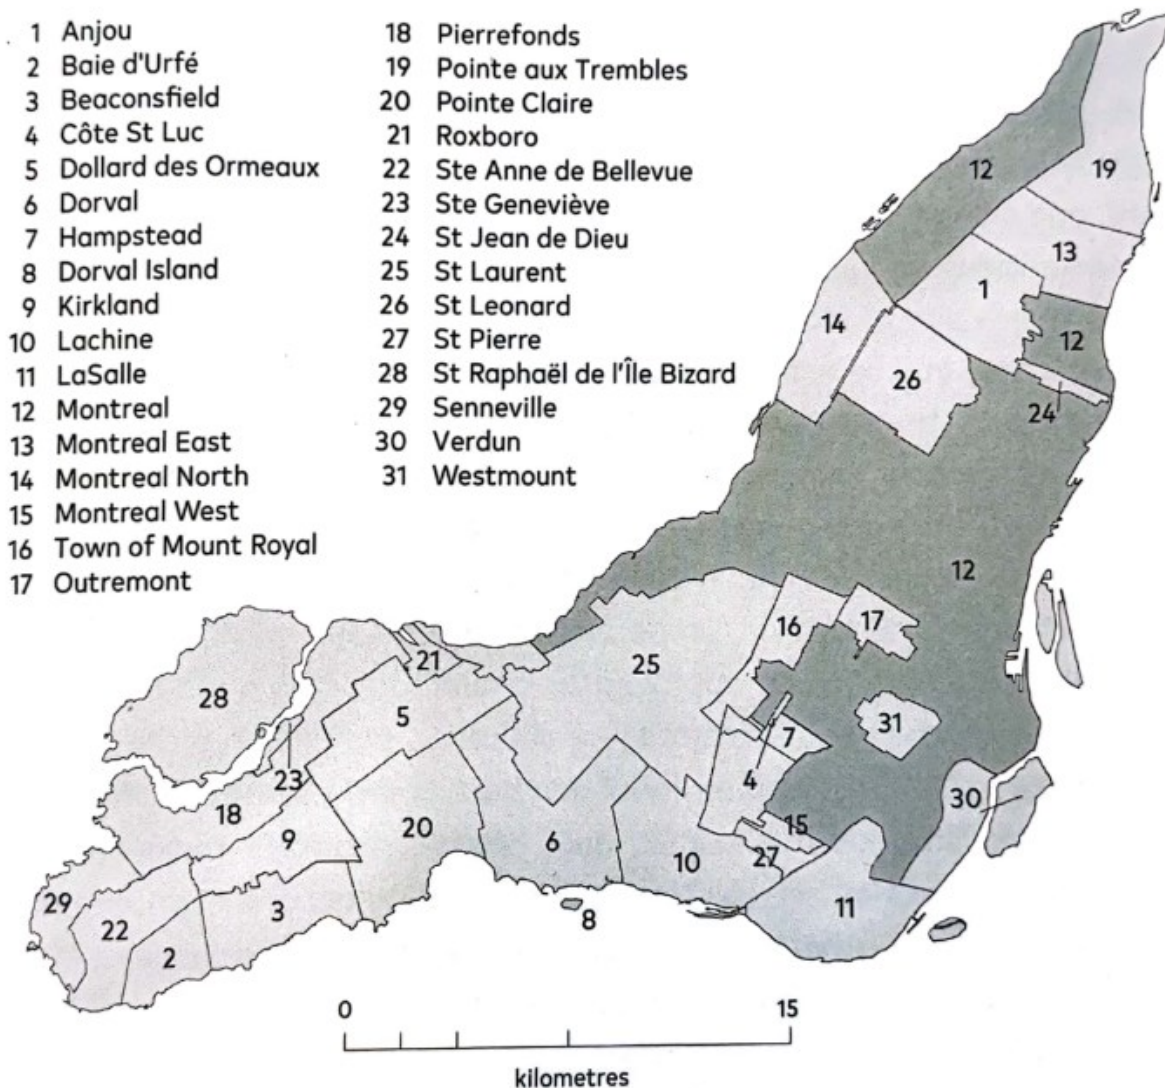 1 Anjou
2 Baie d'Urfé
3 Beaconsfield
4 Côte St Luc
5 Dollard des Ormeaux
6 Dorval
7 Hampstead
8 Dorval Island
9 Kirkland
10 Lachine
11 LaSalle
12 Montreal
13 Montreal East
14 Montreal North
15 Montreal West
16 Town of Mount Royal
17 Outremont
18 Pierrefonds
19 Pointe aux Trembles
20 Pointe Claire
21 Roxboro
22 Ste Anne de Bellevue
23 Ste Geneviève
24 St Jean de Dieu
25 St Laurent
26 St Leonard
27 St Pierre
28 St Raphaël de l'Île Bizard
29 Senneville
30 Verdun
31 Westmount
12
19
13
1
14
12
26
24
12
16
17
25
21
28
5
31
7
23
4
30
18
15
9
20
6
10
27
29
3
11
22
8
2
0 15
kilometres